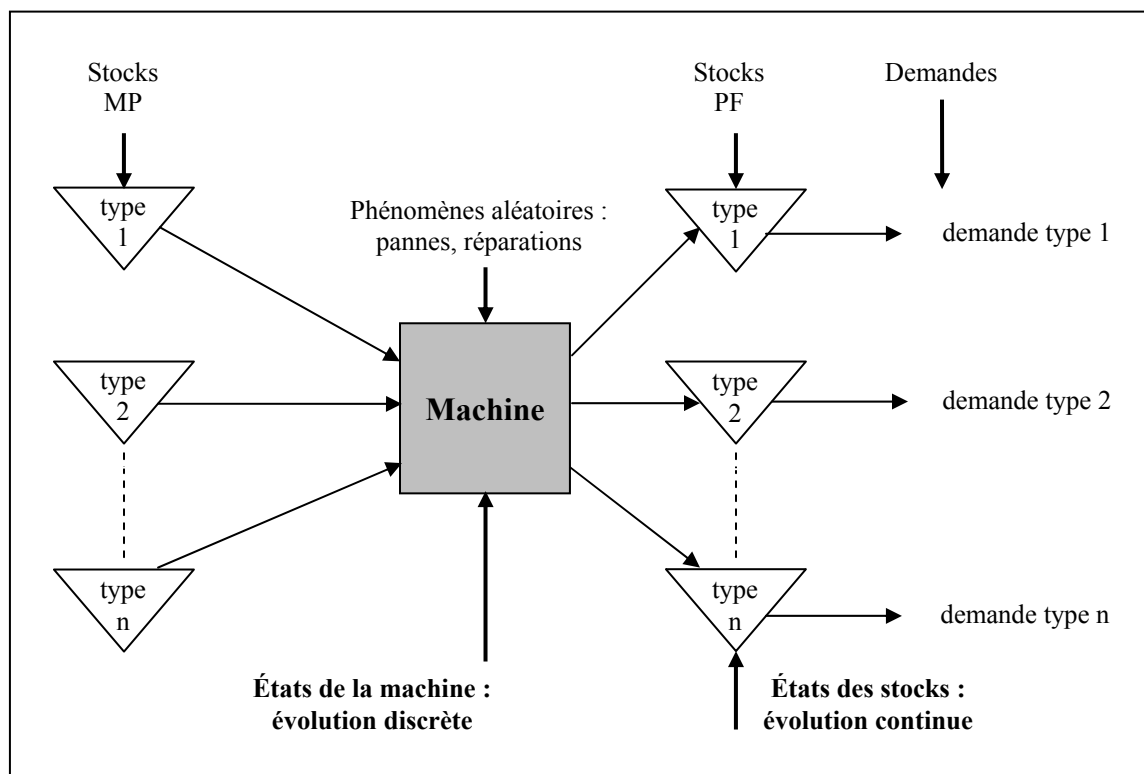 Stocks
MP
Stocks
PF
Demandes
type
1
Phénomènes aléatoires :
pannes, réparations
type
1
demande type 1
type
2
Machine
type
2
demande type 2
type
n
type
n
demande type n
États de la machine :
évolution discrète
États des stocks :
évolution continue